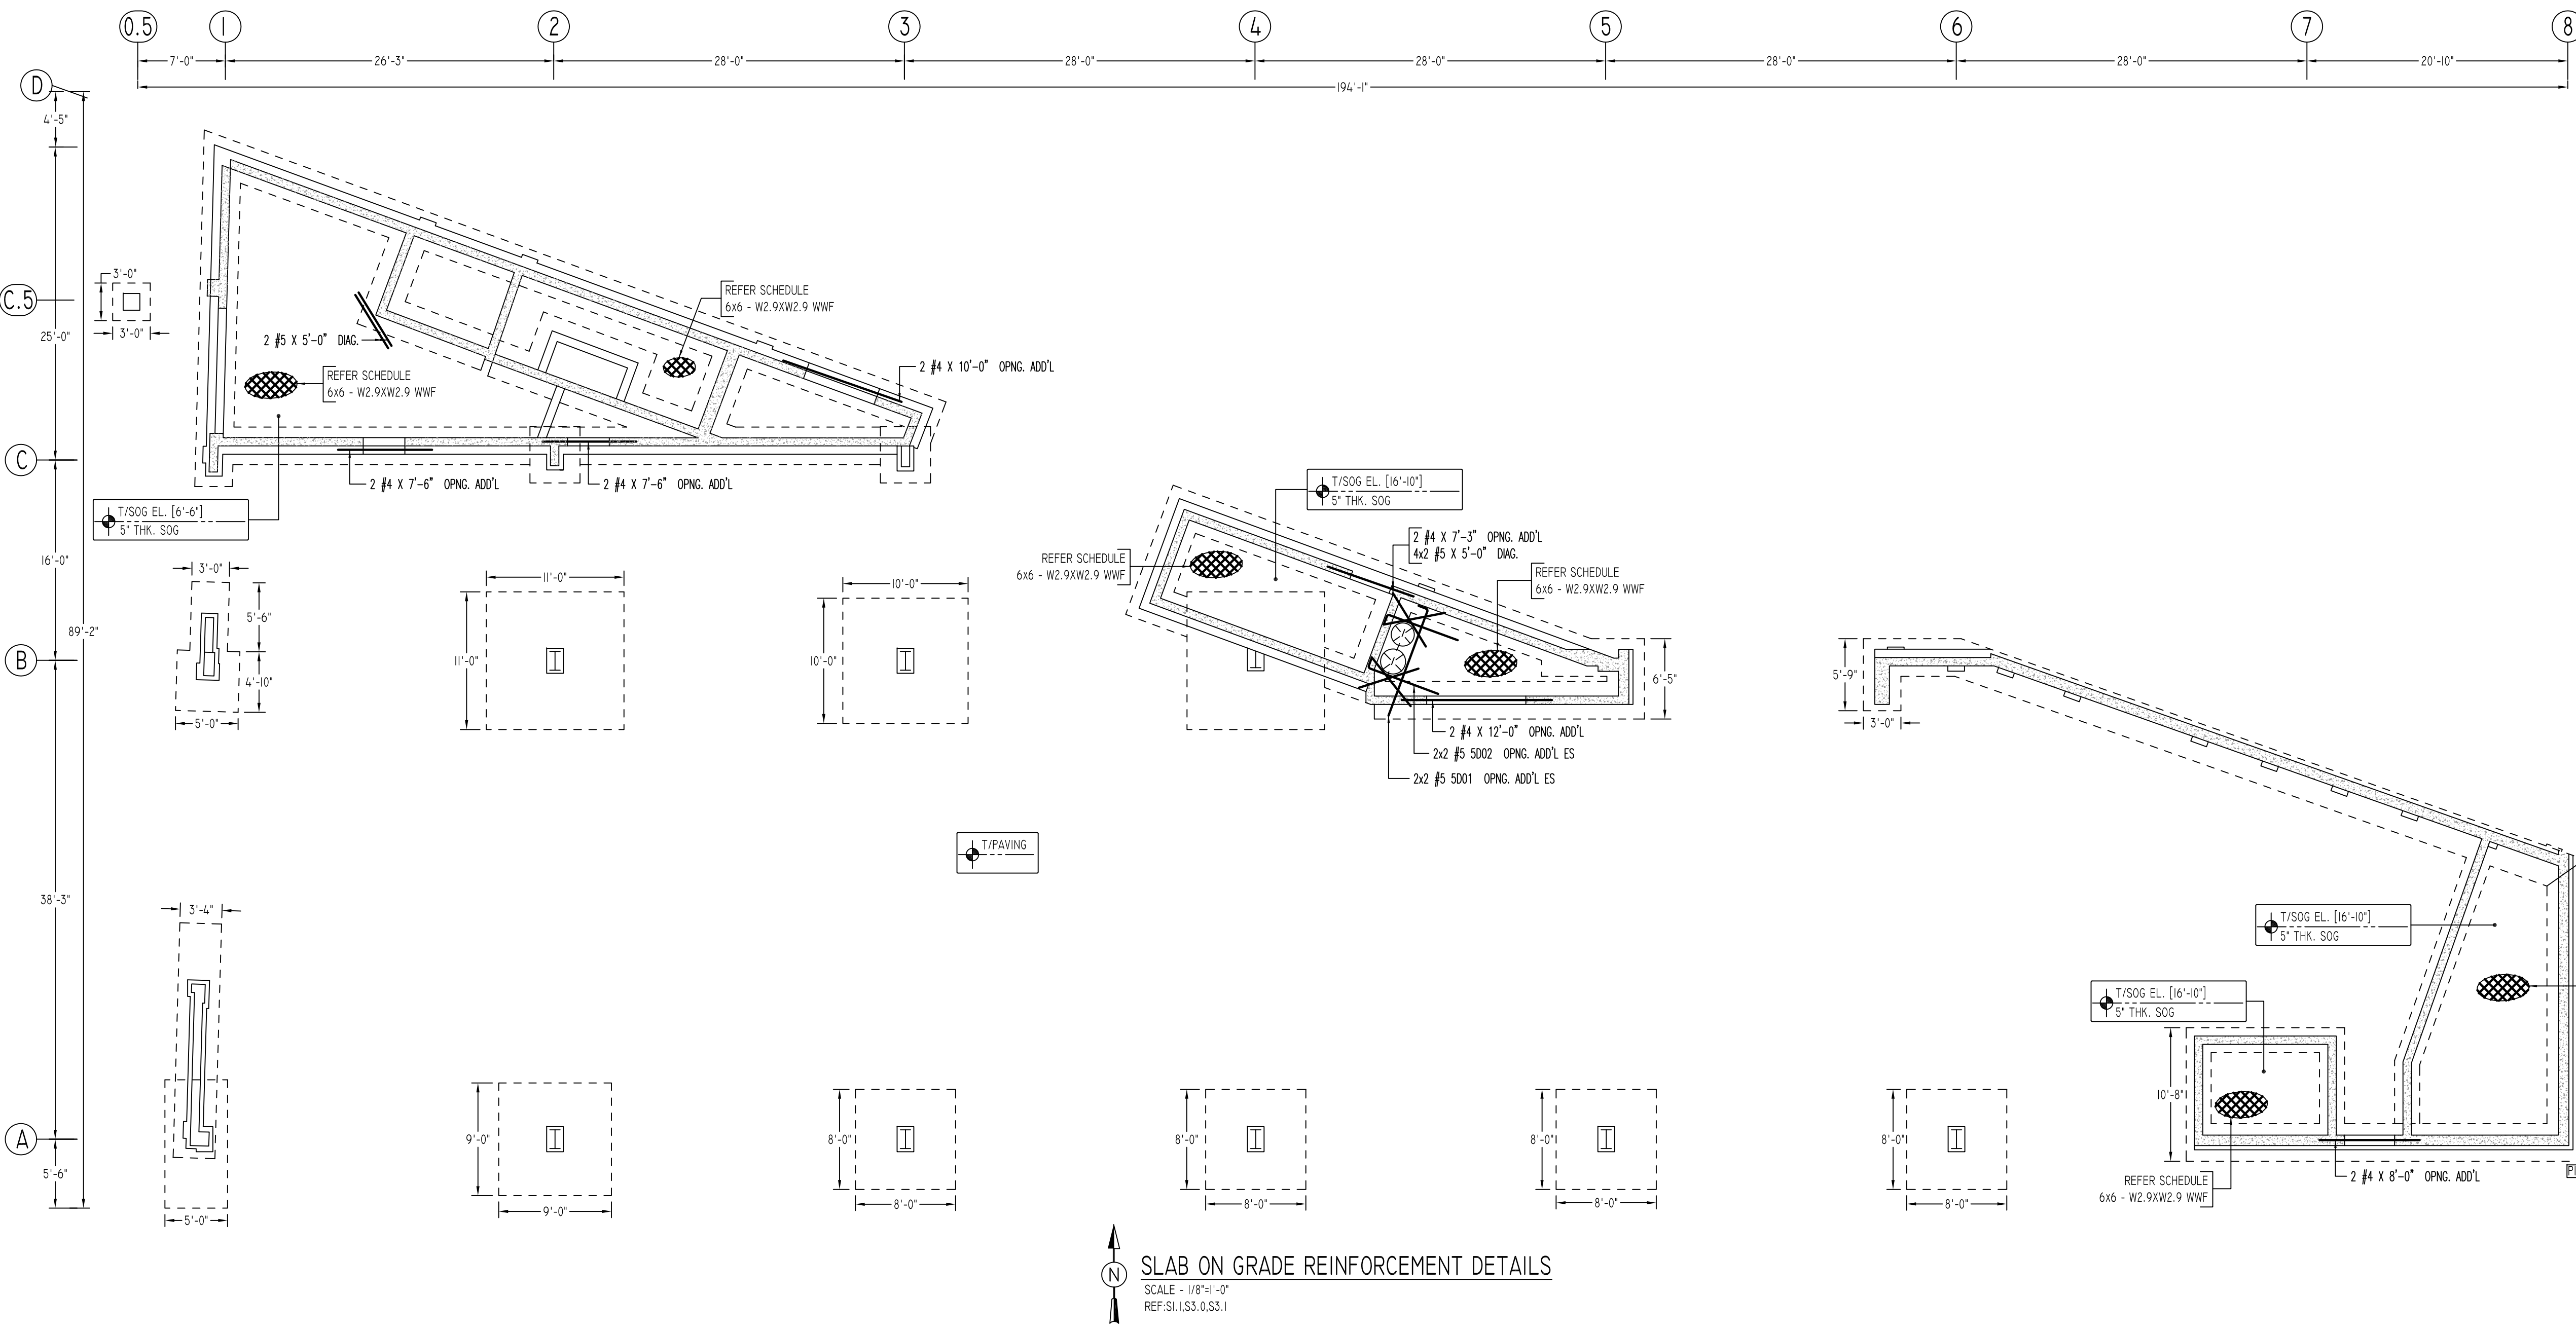 0.5
1
2
3
4
5
6
7
8
7'-0"
26'-3"
28'-0"
28'-0"
28'-0"
28'-0"
28'-0"
20'-10"
194'-1"
D
4'-5"
C.5
25'-0"
C
16'-0"
89'-2"
B
38'-3"
A
5'-6"
3'-0"
3'-0"
2 #5 X 5'-0" DIAG.
REFER SCHEDULE
6x6 - W2.9XW2.9 WWF
REFER SCHEDULE
6x6 - W2.9XW2.9 WWF
2 #4 X 10'-0" OPNG. ADD'L
2 #4 X 7'-6" OPNG. ADD'L
2 #4 X 7'-6" OPNG. ADD'L
T/SOG EL. [6'-6"]
5" THK. SOG
T/SOG EL. [16'-10"]
5" THK. SOG
REFER SCHEDULE
6x6 - W2.9XW2.9 WWF
2 #4 X 7'-3" OPNG. ADD'L
4x2 #5 X 5'-0" DIAG.
REFER SCHEDULE
6x6 - W2.9XW2.9 WWF
3'-0"
5'-6"
4'-10"
5'-0"
11'-0"
11'-0"
10'-0"
10'-0"
6'-5"
2 #4 X 12'-0" OPNG. ADD'L
2x2 #5 5D02 OPNG. ADD'L ES
2x2 #5 5D01 OPNG. ADD'L ES
5'-9"
3'-0"
T/PAVING
3'-4"
5'-0"
9'-0"
9'-0"
8'-0"
8'-0"
8'-0"
8'-0"
8'-0"
8'-0"
8'-0"
8'-0"
T/SOG EL. [16'-10"]
5" THK. SOG
T/SOG EL. [16'-10"]
5" THK. SOG
10'-8"
REFER SCHEDULE
6x6 - W2.9XW2.9 WWF
2 #4 X 8'-0" OPNG. ADD'L
N
SLAB ON GRADE REINFORCEMENT DETAILS
SCALE - 1/8"=1'-0"
REF:S1.1,S3.0,S3.1